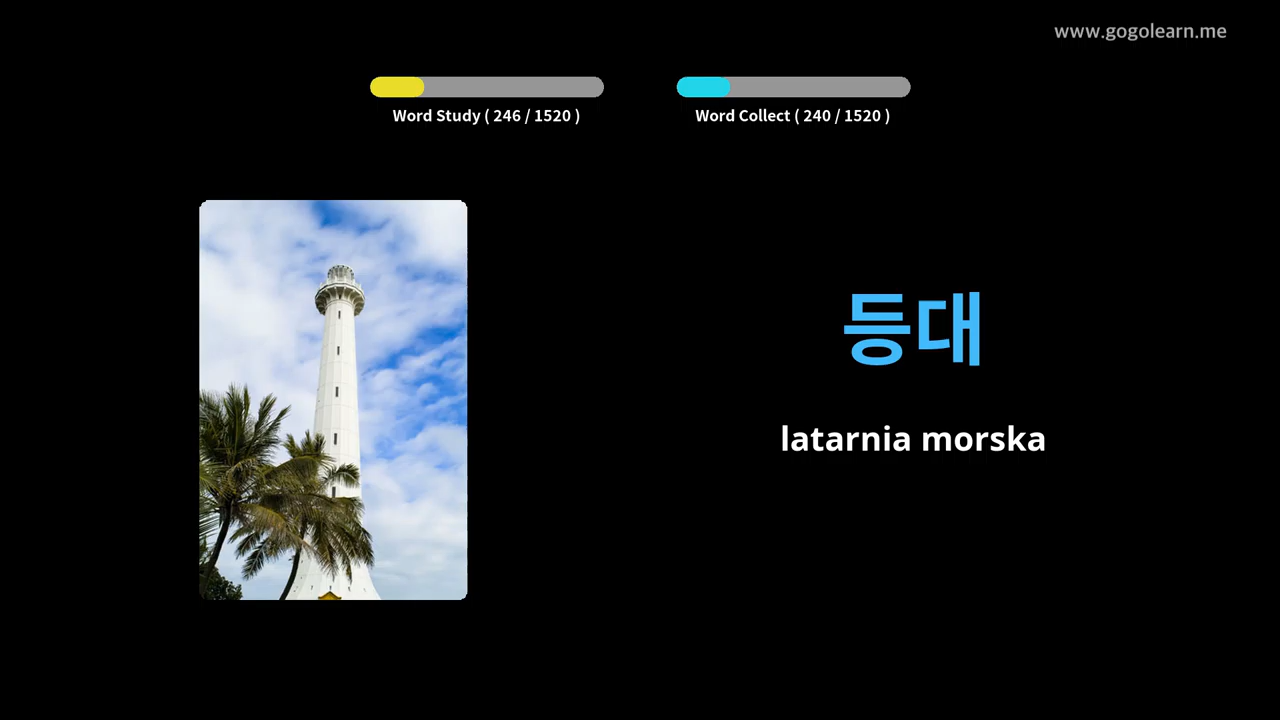 www.gogolearn.me
Word Study ( 246 / 1520 )
Word Collect ( 240 / 1520 )
등대
latarnia morska